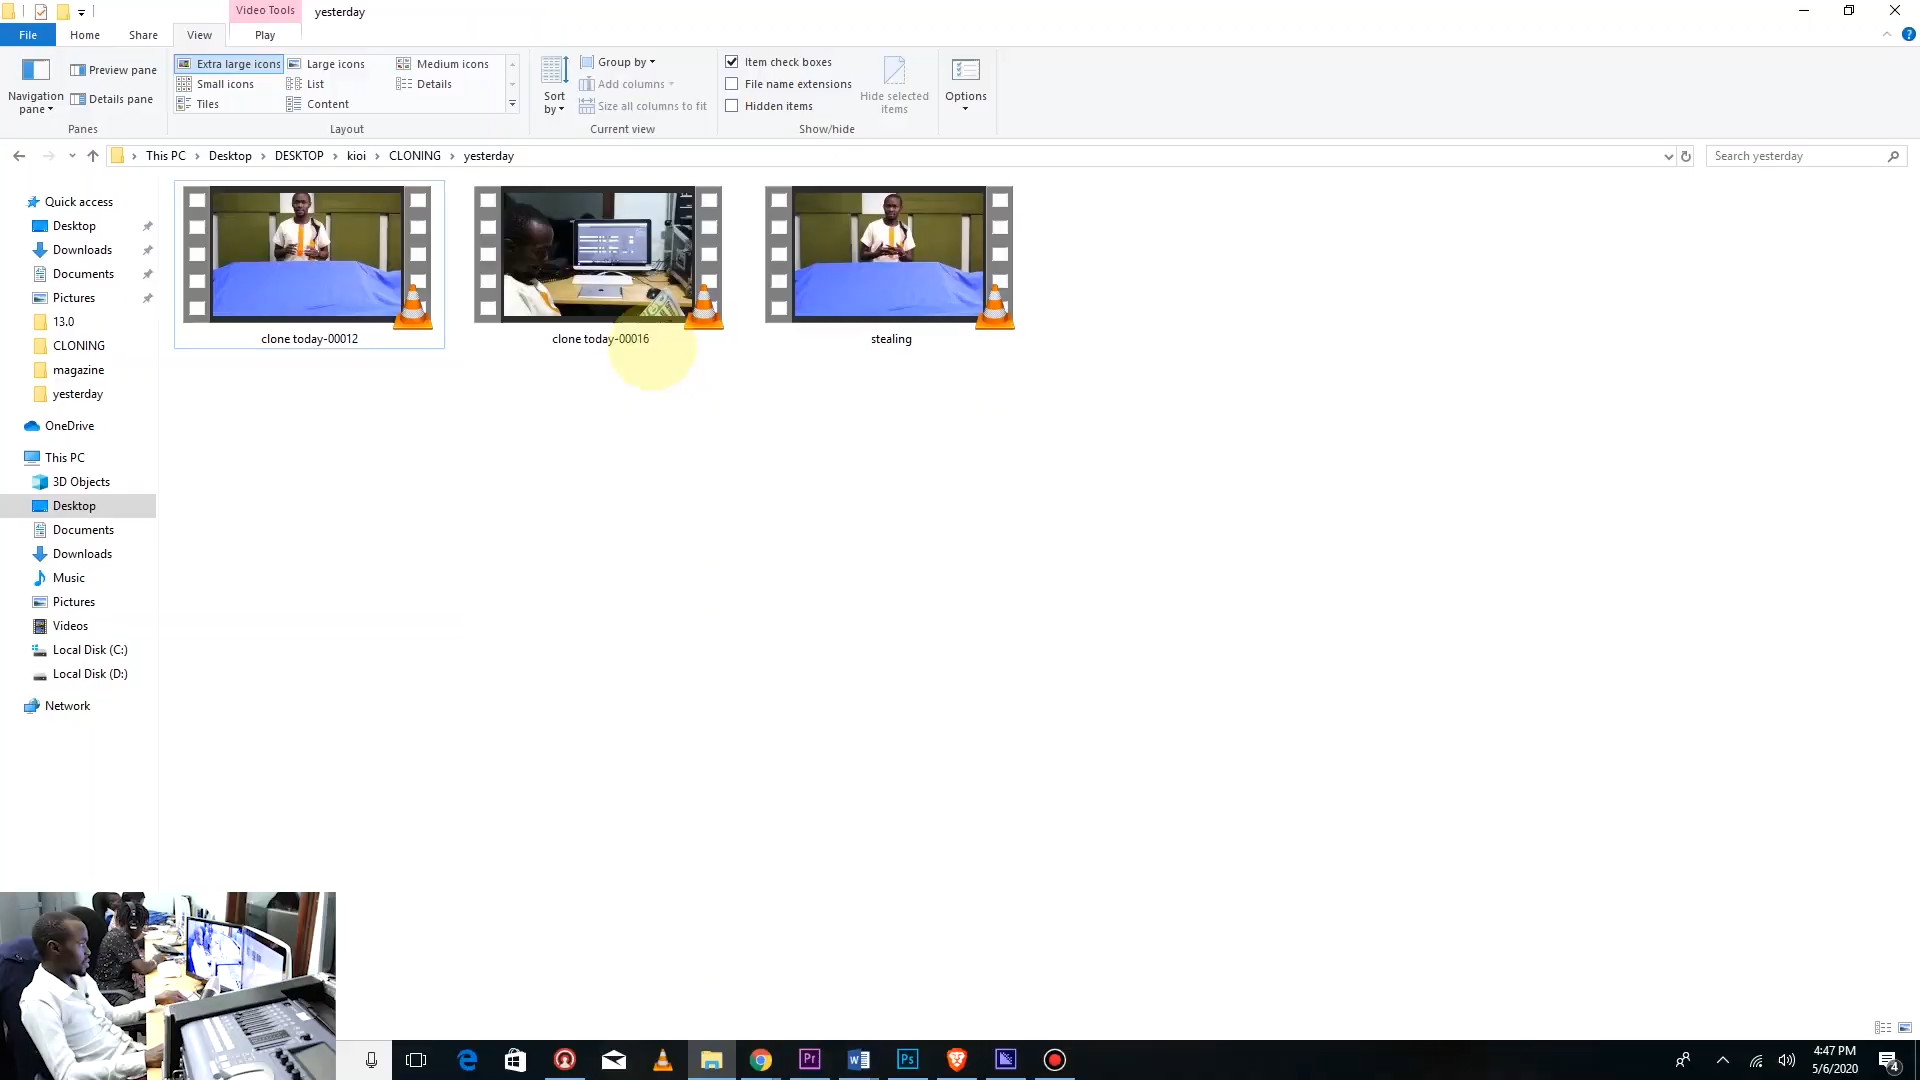 Video Tools
yesterday
File
Home
Share
View
Play
Navigation
pane
Preview pane
Details pane
Panes
Extra large icons
Large icons
Medium icons
Small icons
List
Details
Tiles
Content
Layout
Sort
by
Group by
Add columns
Size all columns to fit
Current view
Item check boxes
File name extensions
Hidden items
Hide selected
items
Show/hide
Options
This PC > Desktop > DESKTOP > kioi > CLONING > yesterday
Search yesterday
Quick access
Desktop
Downloads
Documents
Pictures
13.0
CLONING
magazine
yesterday
OneDrive
This PC
3D Objects
Desktop
Documents
Downloads
Music
Pictures
Videos
Local Disk (C:)
Local Disk (D:)
Network
clone today-00012
clone today-00016
stealing
Pr
Ps
4:47 PM
5/6/2020
4